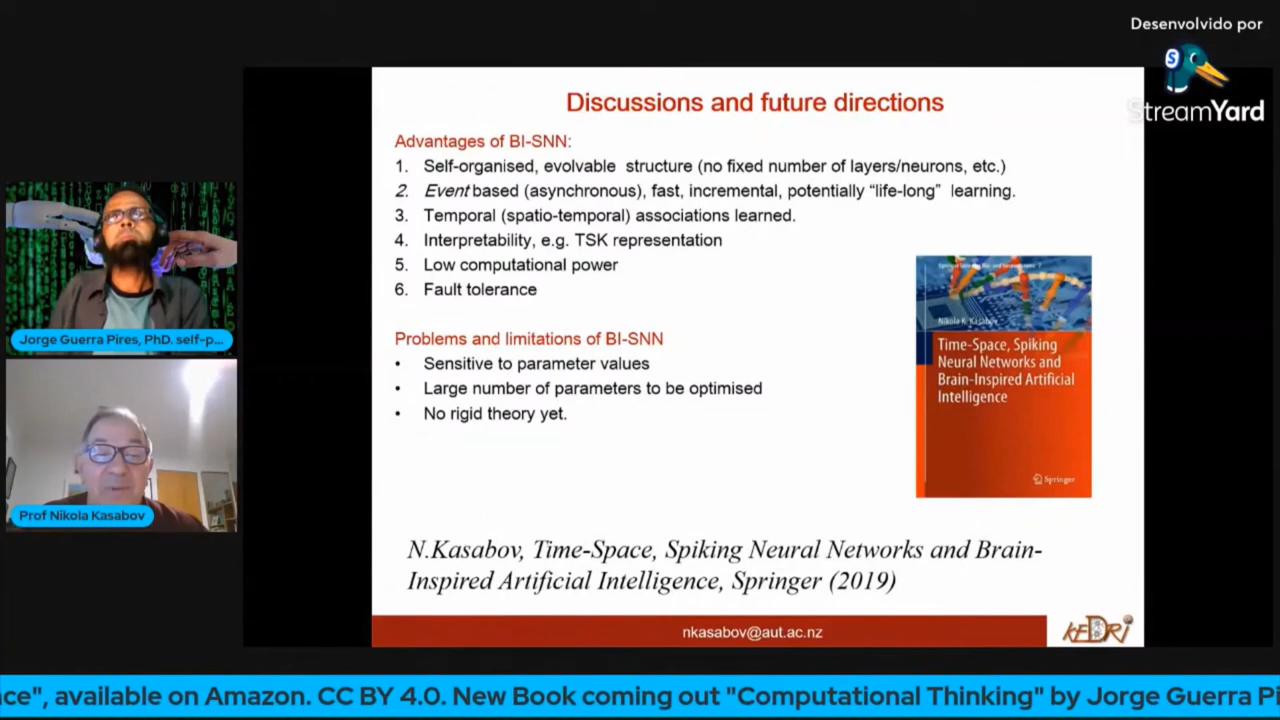 Desenvolvido por
StreamYard
Discussions and future directions
Advantages of BI-SNN:
1. Self-organised, evolvable structure (no fixed number of layers/neurons, etc.)
2. Event based (asynchronous), fast, incremental, potentially “life-long” learning.
3. Temporal (spatio-temporal) associations learned.
4. Interpretability, e.g. TSK representation
5. Low computational power
6. Fault tolerance
Problems and limitations of BI-SNN
• Sensitive to parameter values
• Large number of parameters to be optimised
• No rigid theory yet.
Nikola K. Kasabov
Time-Space, Spiking
Neural Networks and
Brain-Inspired Artificial
Intelligence
Springer
N.Kasabov, Time-Space, Spiking Neural Networks and Brain-
Inspired Artificial Intelligence, Springer (2019)
nkasabov@aut.ac.nz
KEDRI
Jorge Guerra Pires, PhD. self-p...
Prof Nikola Kasabov
ce", available on Amazon. CC BY 4.0. New Book coming out "Computational Thinking" by Jorge Guerra Pi